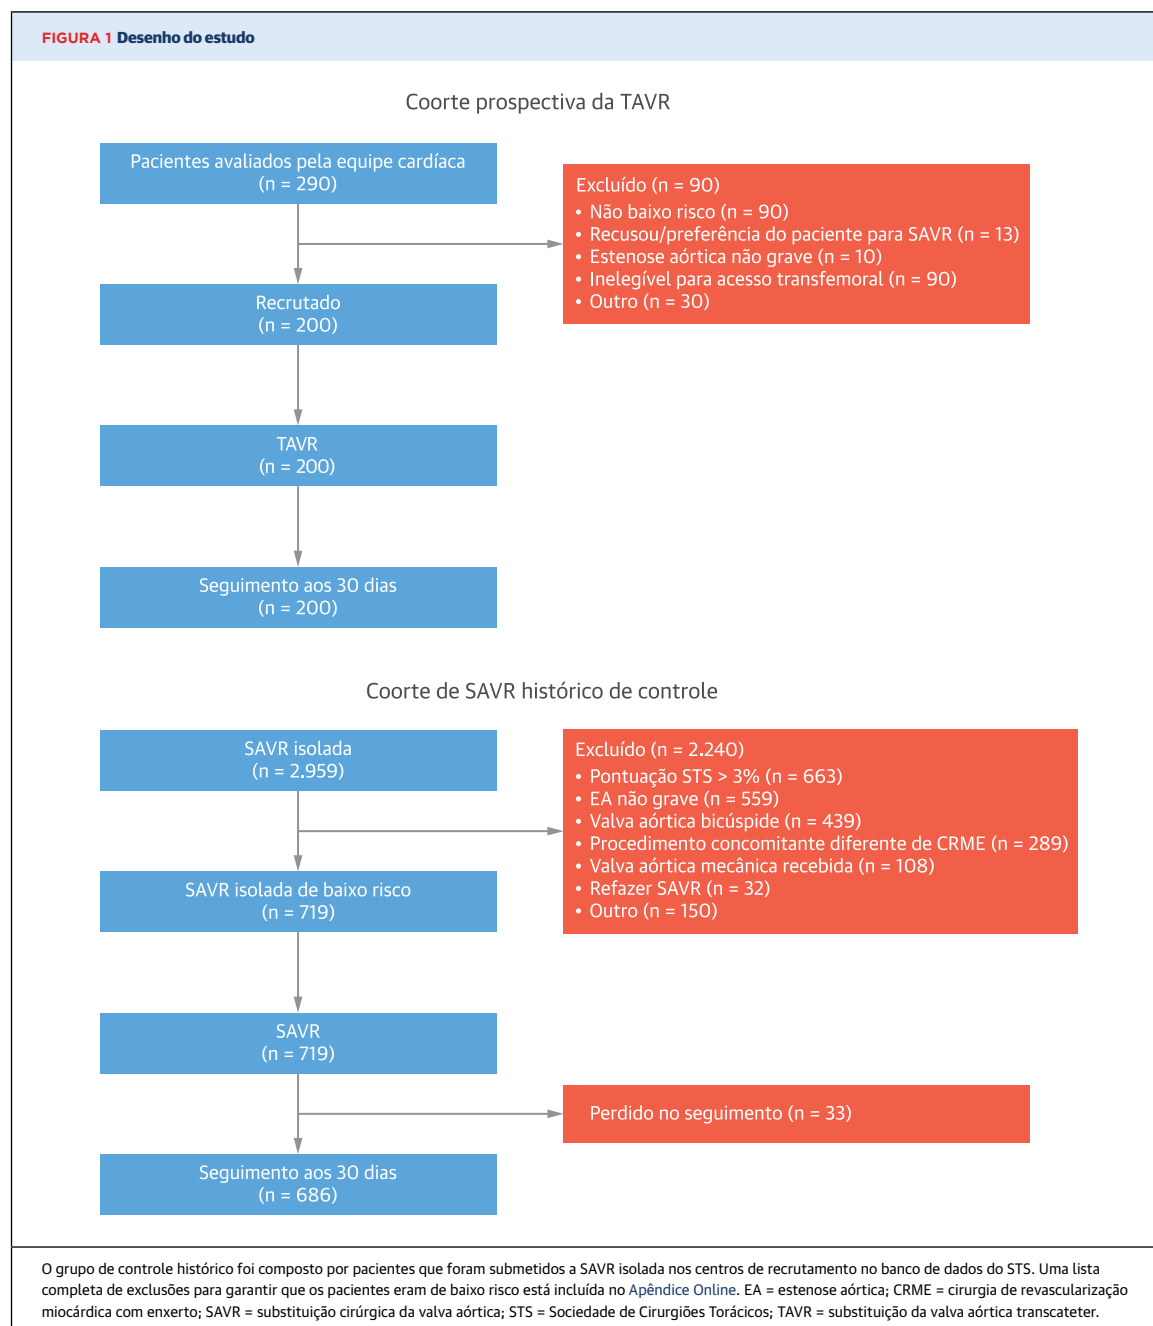 FIGURA 1 Desenho do estudo
Coorte prospectiva da TAVR
Pacientes avaliados pela equipe cardíaca
(n = 290)
Excluído (n = 90)
• Não baixo risco (n = 90)
• Recusou/preferência do paciente para SAVR (n = 13)
• Estenose aórtica não grave (n = 10)
• Inelegível para acesso transfemoral (n = 90)
• Outro (n = 30)
Recrutado
(n = 200)
TAVR
(n = 200)
Seguimento aos 30 dias
(n = 200)
Coorte de SAVR histórico de controle
SAVR isolada
(n = 2.959)
Excluído (n = 2.240)
• Pontuação STS > 3% (n = 663)
• EA não grave (n = 559)
• Valva aórtica bicúspide (n = 439)
• Procedimento concomitante diferente de CRME (n = 289)
• Valva aórtica mecânica recebida (n = 108)
• Refazer SAVR (n = 32)
• Outro (n = 150)
SAVR isolada de baixo risco
(n = 719)
SAVR
(n = 719)
Perdido no seguimento (n = 33)
Seguimento aos 30 dias
(n = 686)
O grupo de controle histórico foi composto por pacientes que foram submetidos a SAVR isolada nos centros de recrutamento no banco de dados do STS. Uma lista
completa de exclusões para garantir que os pacientes eram de baixo risco está incluída no Apêndice Online. EA = estenose aórtica; CRME = cirurgia de revascularização
miocárdica com enxerto; SAVR = substituição cirúrgica da valva aórtica; STS = Sociedade de Cirurgiões Torácicos; TAVR = substituição da valva aórtica transcateter.